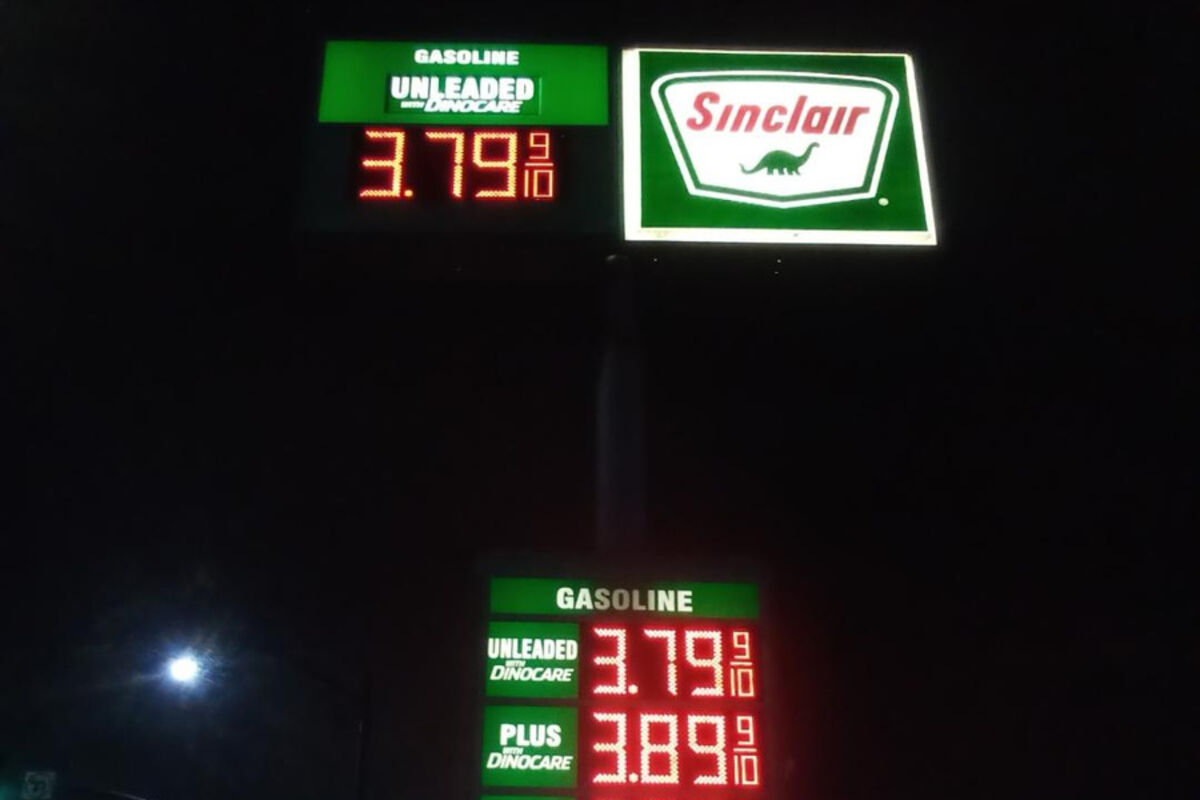 GASOLINE
UNLEADED
WITH DINOCARE
3.79 9/10
Sinclair
GASOLINE
UNLEADED
WITH
DINOCARE
3.79 9/10
PLUS
WITH
DINOCARE
3.89 9/10